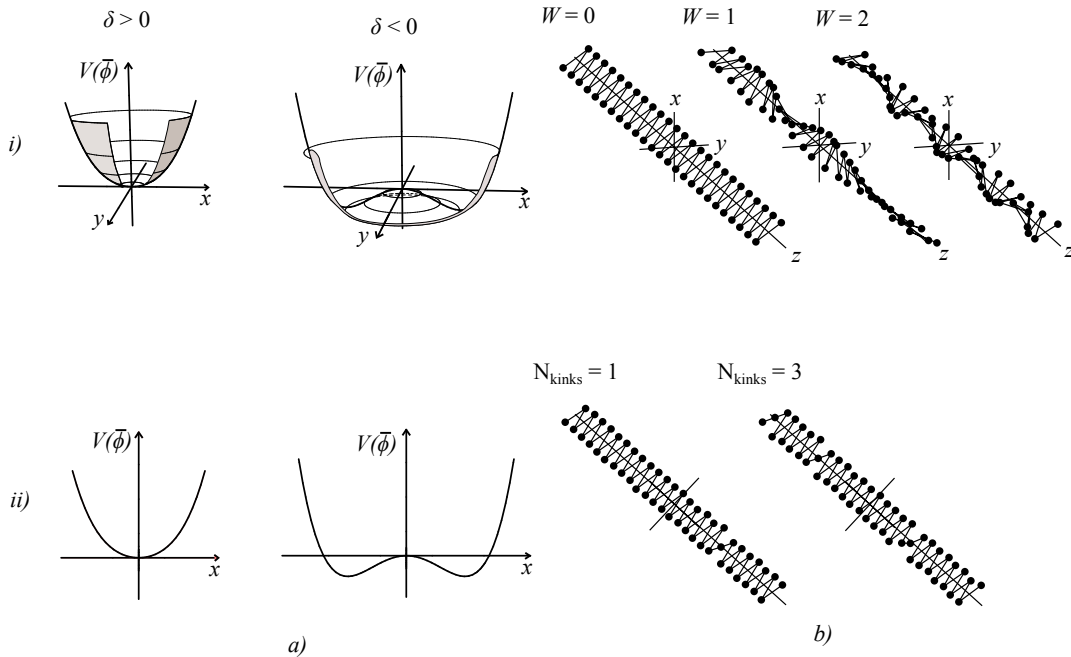 δ > 0
δ < 0
W = 0
W = 1
W = 2
V(ϕ̄)
V(ϕ̄)
i)
x
y
x
y
x
y
z
x
y
z
x
y
z
N_kinks = 1
N_kinks = 3
V(ϕ̄)
V(ϕ̄)
ii)
x
x
a)
b)